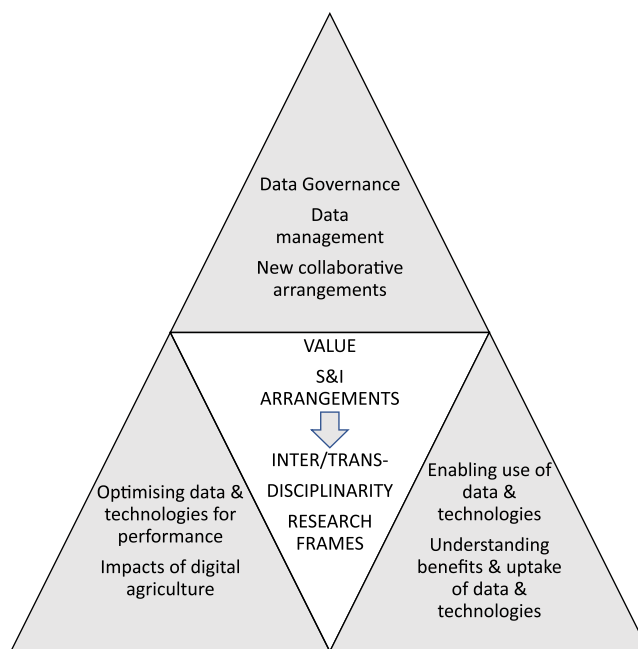 Data Governance
Data
management
New collaborative
arrangements
VALUE
S&I
ARRANGEMENTS
INTER/TRANS-
DISCIPLINARITY
RESEARCH
FRAMES
Optimising data &
technologies for
performance
Impacts of digital
agriculture
Enabling use of
data &
technologies
Understanding
benefits & uptake
of data &
technologies